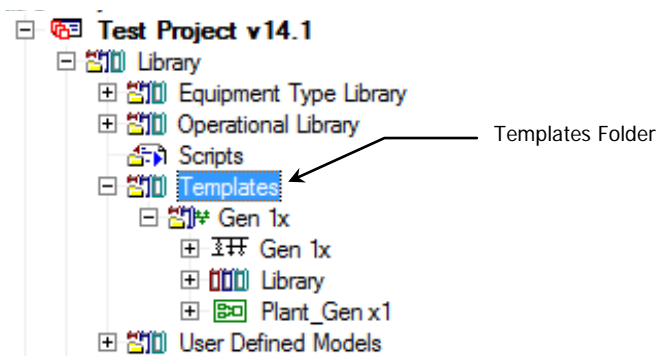 Test Project v14.1
Library
Equipment Type Library
Operational Library
Templates Folder
Scripts
Templates
Gen 1x
Gen 1x
Library
Plant_Gen x1
User Defined Models